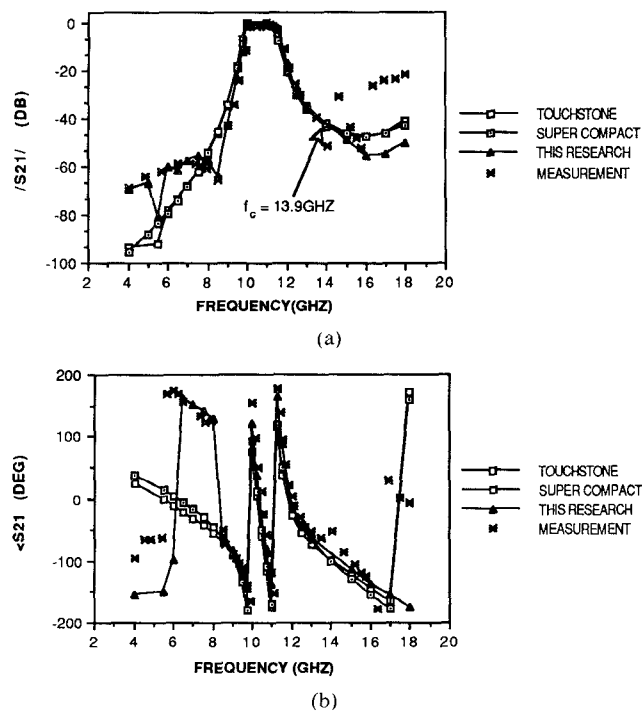 0
-20
-40
-60
-80
-100
/S21/ (DB)
f_c = 13.9GHZ
2 4 6 8 10 12 14 16 18 20
FREQUENCY(GHZ)
TOUCHSTONE
SUPER COMPACT
THIS RESEARCH
MEASUREMENT
(a)
200
100
0
-100
-200
<S21 (DEG)
2 4 6 8 10 12 14 16 18 20
FREQUENCY (GHZ)
TOUCHSTONE
SUPER COMPACT
THIS RESEARCH
MEASUREMENT
(b)